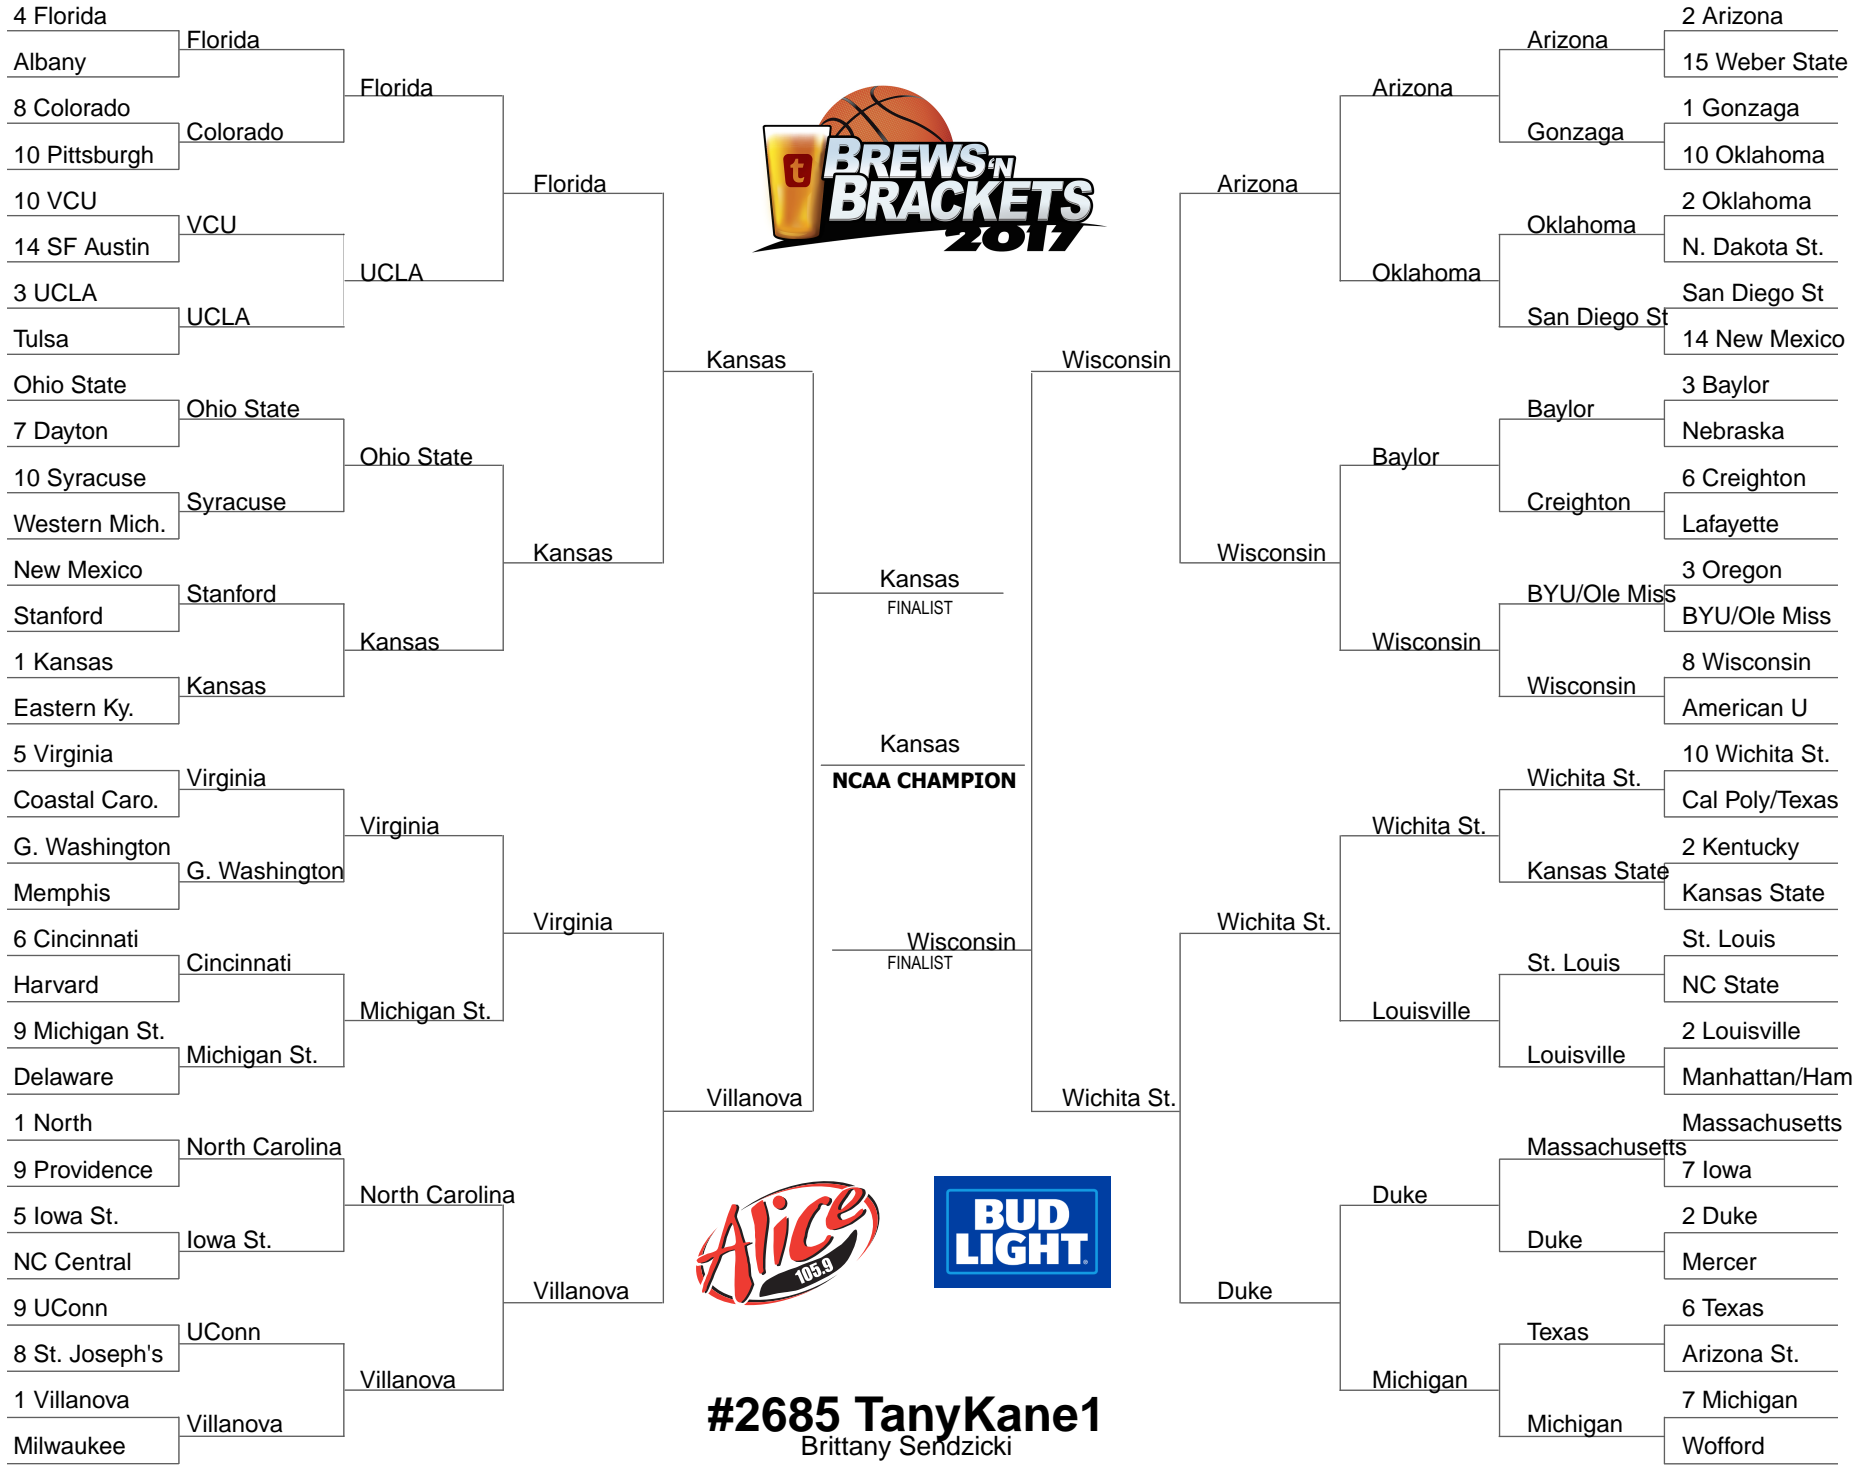 4 Florida
Albany
8 Colorado
10 Pittsburgh
10 VCU
14 SF Austin
3 UCLA
Tulsa
Ohio State
7 Dayton
10 Syracuse
Western Mich.
New Mexico
Stanford
1 Kansas
Eastern Ky.
5 Virginia
Coastal Caro.
G. Washington
Memphis
6 Cincinnati
Harvard
9 Michigan St.
Delaware
1 North
9 Providence
5 Iowa St.
NC Central
9 UConn
8 St. Joseph's
1 Villanova
Milwaukee
Florida
Colorado
VCU
UCLA
Ohio State
Syracuse
Stanford
Kansas
Virginia
G. Washington
Cincinnati
Michigan St.
North Carolina
Iowa St.
UConn
Villanova
Florida
UCLA
Ohio State
Kansas
Virginia
Michigan St.
North Carolina
Villanova
Florida
Kansas
Virginia
Villanova
Kansas
Villanova
t
BREWS 'N
BRACKETS
2017
Kansas
FINALIST
Kansas
NCAA CHAMPION
Wisconsin
FINALIST
Alice
105.9
BUD
LIGHT
#2685 TanyKane1
Brittany Sendzicki
Wisconsin
Wichita St.
Arizona
Wisconsin
Wichita St.
Duke
Arizona
Oklahoma
Baylor
Wisconsin
Wichita St.
Louisville
Duke
Michigan
Arizona
Gonzaga
Oklahoma
San Diego St
Baylor
Creighton
BYU/Ole Miss
Wisconsin
Wichita St.
Kansas State
St. Louis
Louisville
Massachusetts
Duke
Texas
Michigan
2 Arizona
15 Weber State
1 Gonzaga
10 Oklahoma
2 Oklahoma
N. Dakota St.
San Diego St
14 New Mexico
3 Baylor
Nebraska
6 Creighton
Lafayette
3 Oregon
BYU/Ole Miss
8 Wisconsin
American U
10 Wichita St.
Cal Poly/Texas
2 Kentucky
Kansas State
St. Louis
NC State
2 Louisville
Manhattan/Ham
Massachusetts
7 Iowa
2 Duke
Mercer
6 Texas
Arizona St.
7 Michigan
Wofford